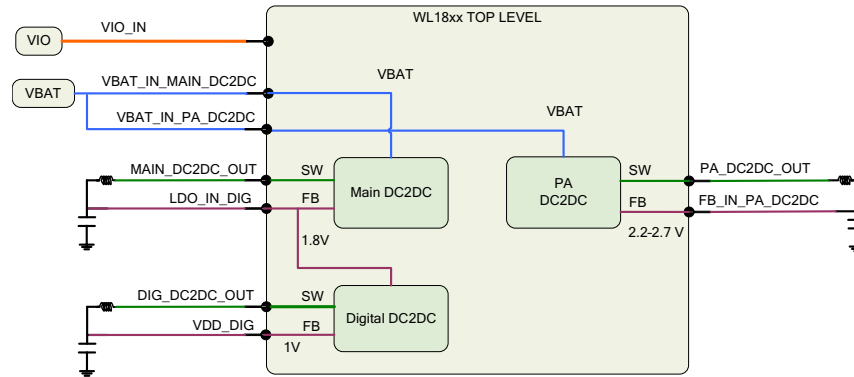 WL18xx TOP LEVEL
VIO
VIO_IN
VBAT
VBAT_IN_MAIN_DC2DC
VBAT
VBAT_IN_PA_DC2DC
VBAT
MAIN_DC2DC_OUT
SW
Main DC2DC
LDO_IN_DIG
FB
1.8V
PA
DC2DC
SW
PA_DC2DC_OUT
FB
FB_IN_PA_DC2DC
2.2-2.7 V
DIG_DC2DC_OUT
SW
Digital DC2DC
VDD_DIG
FB
1V